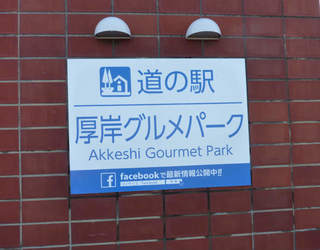 道の駅
厚岸グルメパーク
Akkeshi Gourmet Park
facebookで最新情報公開中!!